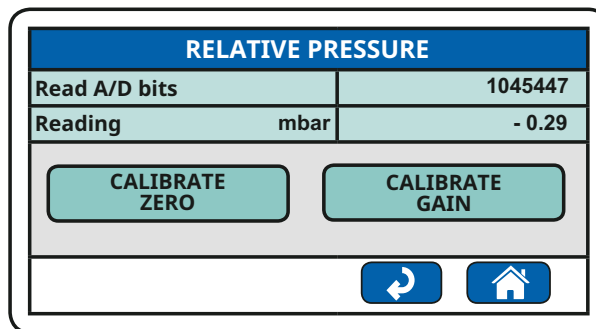 RELATIVE PRESSURE
Read A/D bits 1045447
Reading mbar - 0.29
CALIBRATE ZERO
CALIBRATE GAIN